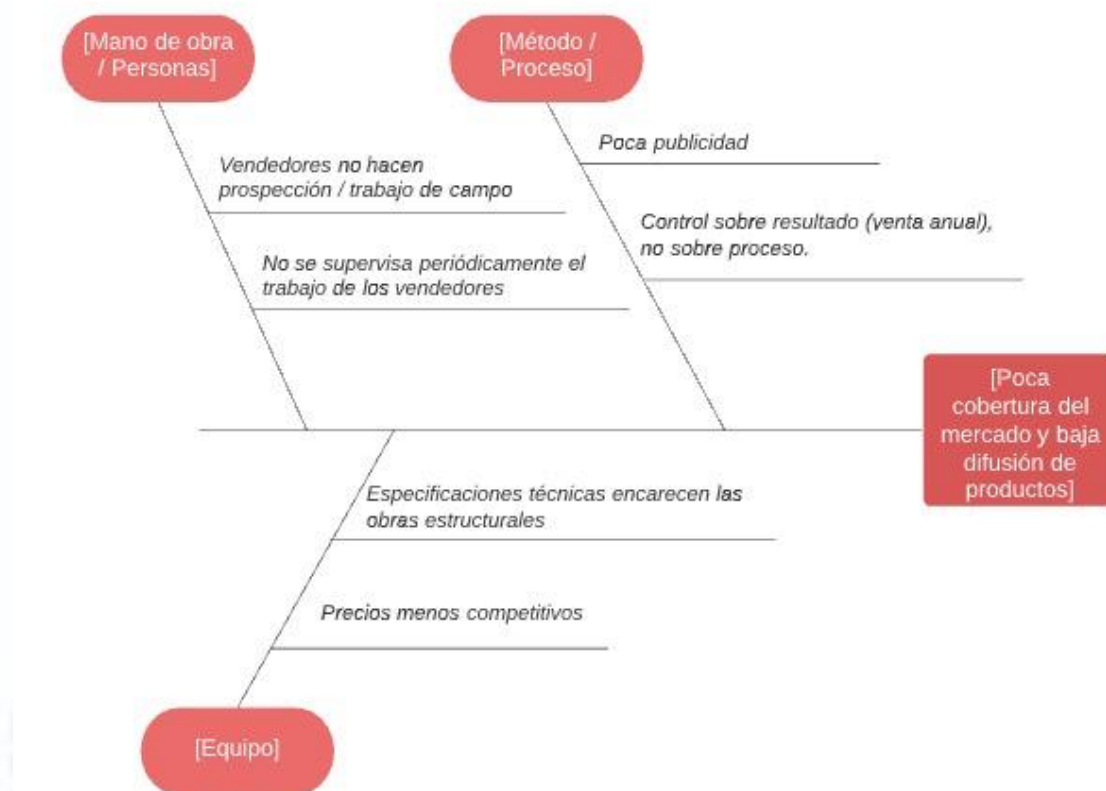 [Mano de obra
/ Personas]
[Método /
Proceso]
Vendedores no hacen
prospección / trabajo de campo
No se supervisa periódicamente el
trabajo de los vendedores
Poca publicidad
Control sobre resultado (venta anual),
no sobre proceso.
[Poca
cobertura del
mercado y baja
difusión de
productos]
Especificaciones técnicas encarecen las
obras estructurales
Precios menos competitivos
[Equipo]